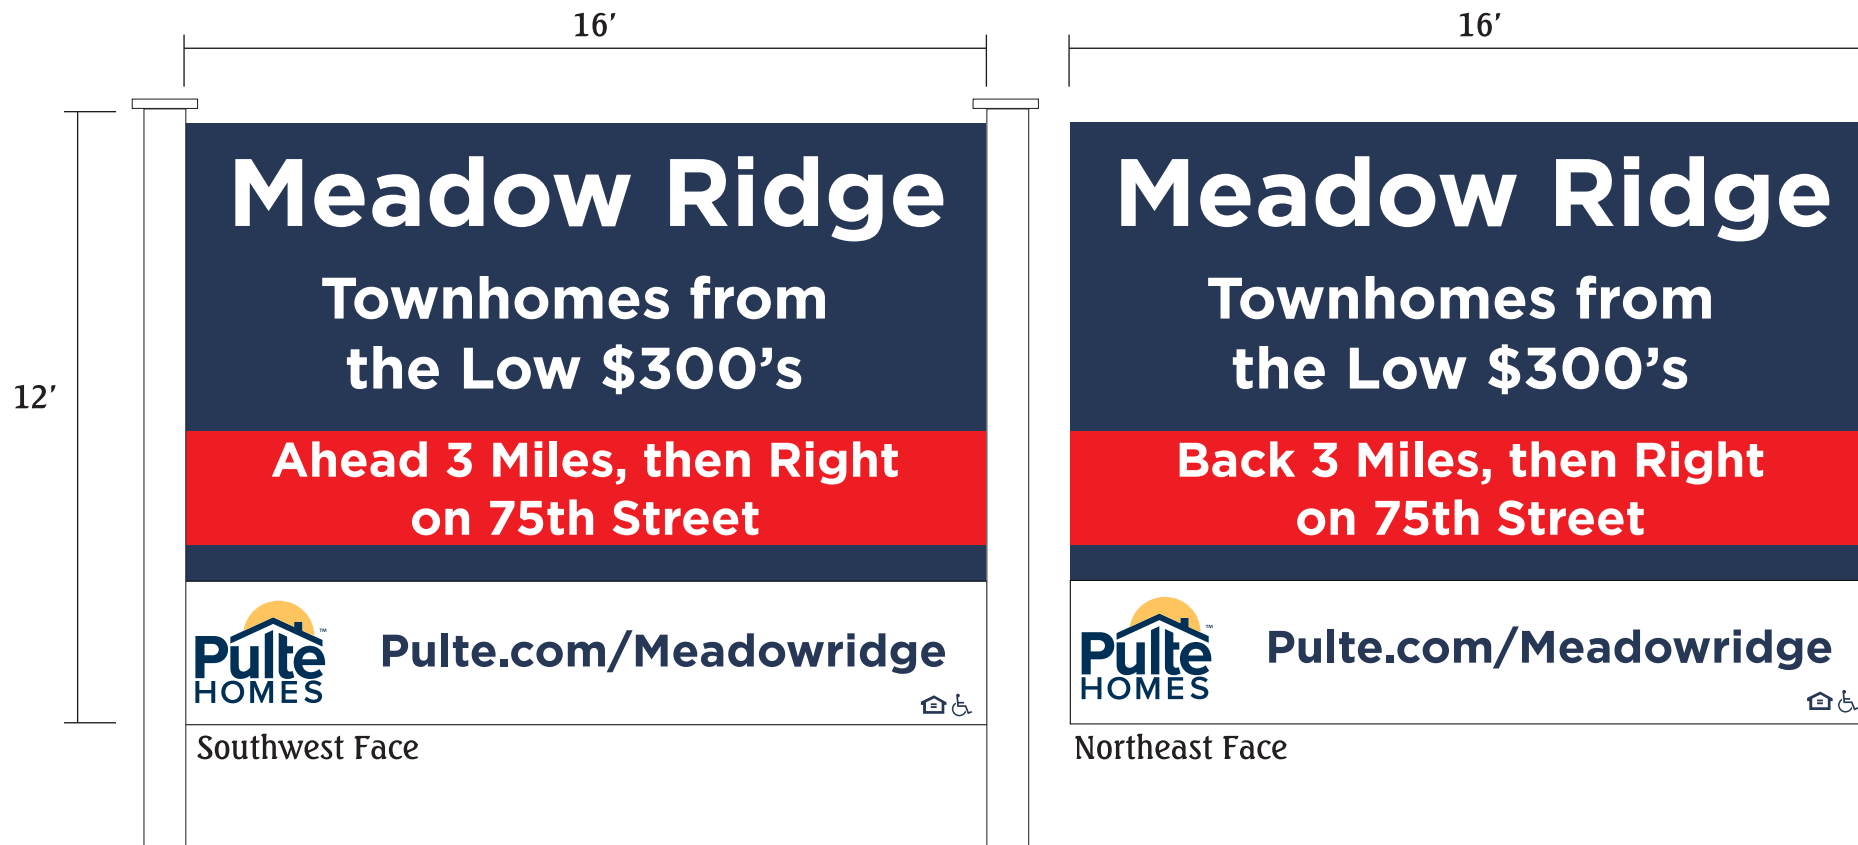 16′
16′
12′
Meadow Ridge
Townhomes from
the Low $300’s
Ahead 3 Miles, then Right
on 75th Street
Pulte™
HOMES
Pulte.com/Meadowridge
Southwest Face
Meadow Ridge
Townhomes from
the Low $300’s
Back 3 Miles, then Right
on 75th Street
Pulte™
HOMES
Pulte.com/Meadowridge
Northeast Face